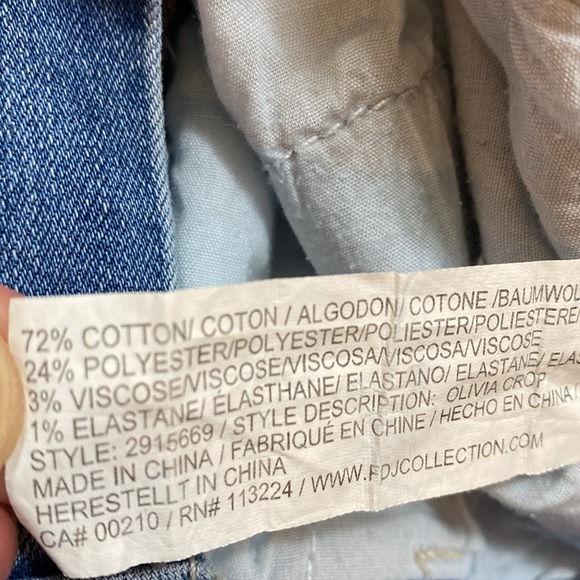 72% COTTON/ COTON / ALGODON/ COTONE /BAUMWOL
24% POLYESTER/POLYESTER/POLIESTER/POLIESTERE/
3% VISCOSE/VISCOSE/VISCOSA/VISCOSA/VISCOSE
1% ELASTANE/ ÉLASTHANE/ ELASTANO/ ELASTANE/ ELAS
STYLE: 2915669 / STYLE DESCRIPTION: OLIVIA CROP
MADE IN CHINA / FABRIQUÉ EN CHINE / HECHO EN CHINA /
HERESTELLT IN CHINA
CA# 00210 / RN# 113224 / WWW.FDJCOLLECTION.COM